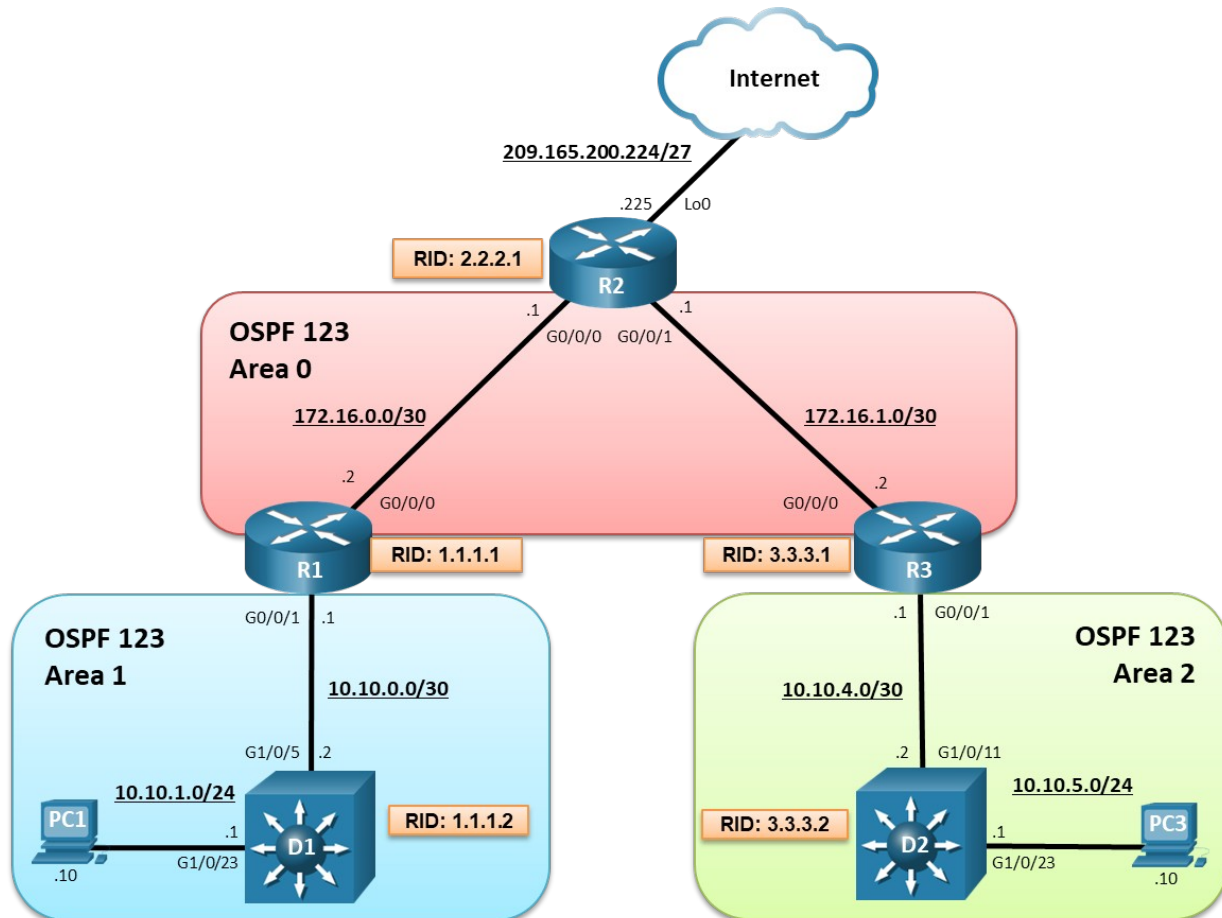 Internet
209.165.200.224/27
.225
Lo0
RID: 2.2.2.1
R2
OSPF 123
Area 0
.1
G0/0/0
G0/0/1
.1
172.16.0.0/30
172.16.1.0/30
.2
G0/0/0
G0/0/0
.2
R1
RID: 1.1.1.1
RID: 3.3.3.1
R3
OSPF 123
Area 1
G0/0/1
.1
10.10.0.0/30
G1/0/5
.2
10.10.1.0/24
PC1
.1
G1/0/23
.10
D1
RID: 1.1.1.2
.1
G0/0/1
OSPF 123
Area 2
10.10.4.0/30
.2
G1/0/11
10.10.5.0/24
RID: 3.3.3.2
D2
.1
G1/0/23
PC3
.10